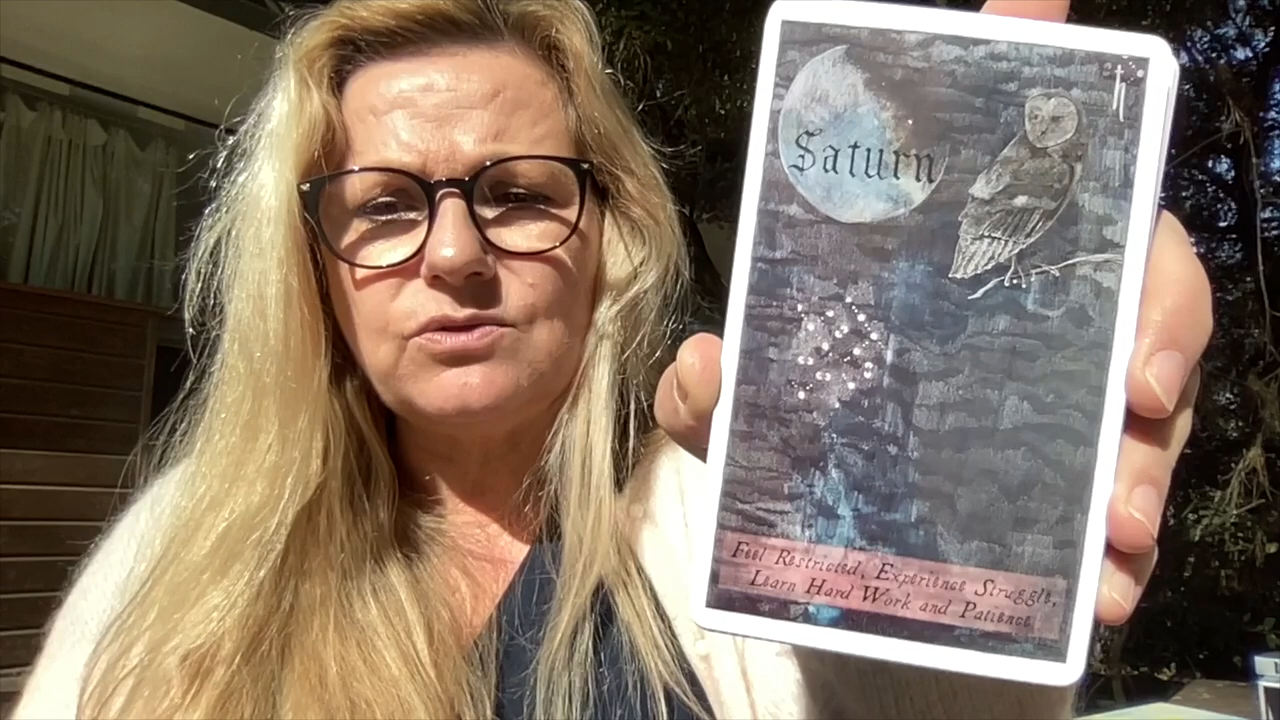 Saturn
Feel Restricted, Experience Struggle,
Learn Hard Work and Patience